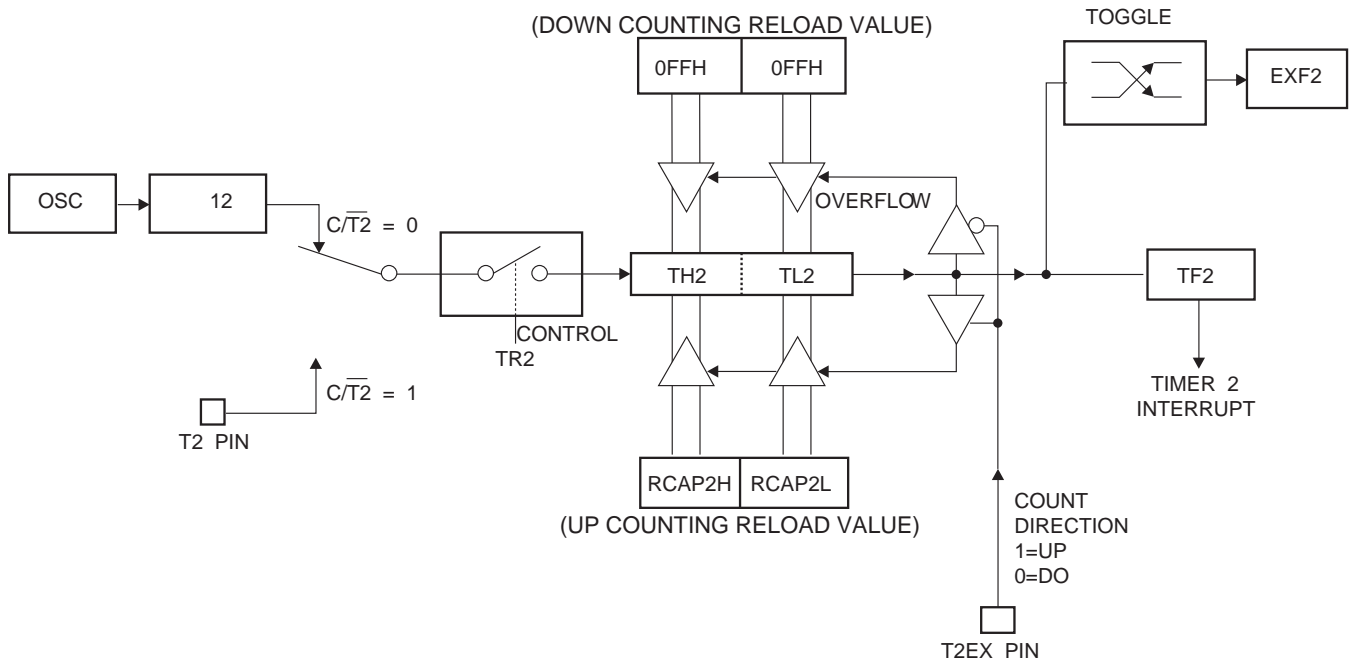 TOGGLE
(DOWN COUNTING RELOAD VALUE)
0FFH 0FFH
EXF2
OSC
12
OVERFLOW
C/T2 = 0
TH2 TL2
TF2
CONTROL
TR2
C/T2 = 1
T2 PIN
TIMER 2
INTERRUPT
RCAP2H RCAP2L
(UP COUNTING RELOAD VALUE)
COUNT
DIRECTION
1=UP
0=DO
T2EX PIN